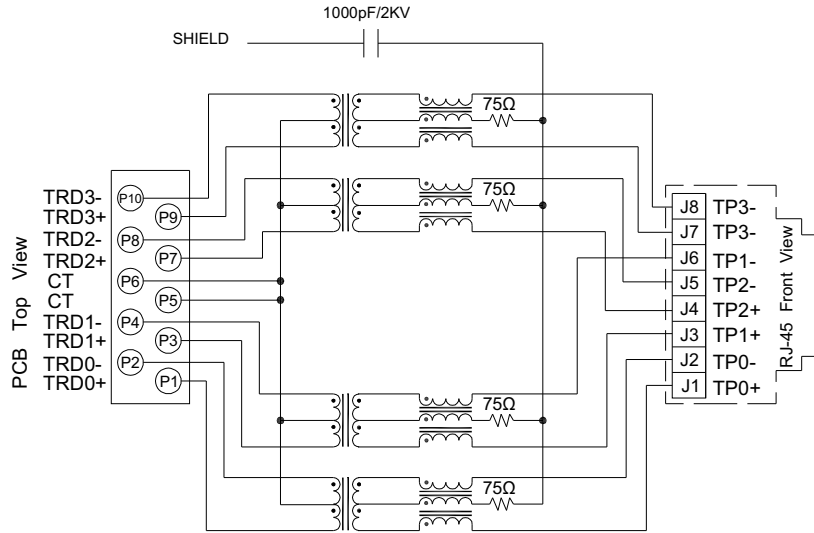 1000pF/2KV
SHIELD
75Ω
75Ω
75Ω
75Ω
PCB Top View
TRD3-
TRD3+
TRD2-
TRD2+
CT
CT
TRD1-
TRD1+
TRD0-
TRD0+
P10
P9
P8
P7
P6
P5
P4
P3
P2
P1
J8 TP3-
J7 TP3-
J6 TP1-
J5 TP2-
J4 TP2+
J3 TP1+
J2 TP0-
J1 TP0+
RJ-45 Front View